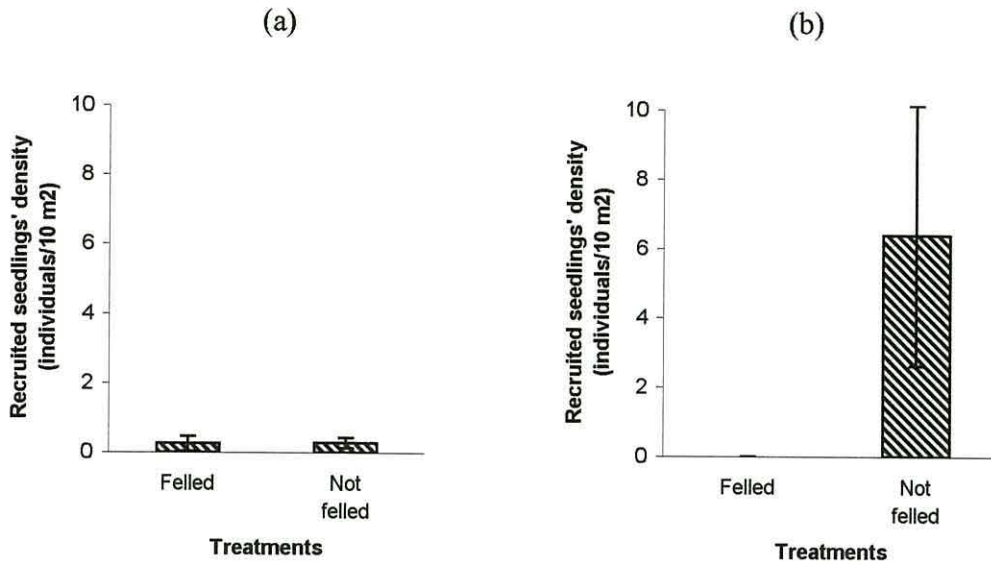 (a)
Recruited seedlings' density
(individuals/10 m2)
10
8
6
4
2
0
Felled
Not
felled
Treatments
(b)
Recruited seedlings' density
(individuals/10 m2)
10
8
6
4
2
0
Felled
Not
felled
Treatments